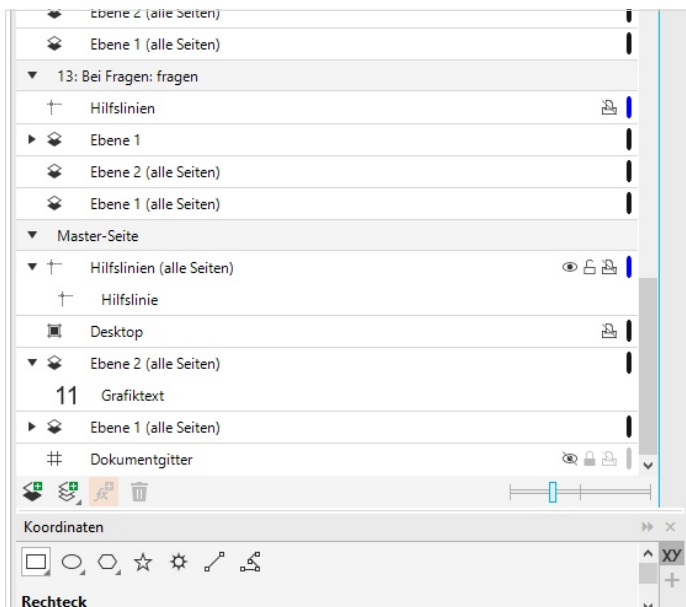 Ebene 2 (alle Seiten)
Ebene 1 (alle Seiten)
13: Bei Fragen: fragen
Hilfslinien
Ebene 1
Ebene 2 (alle Seiten)
Ebene 1 (alle Seiten)
Master-Seite
Hilfslinien (alle Seiten)
Hilfslinie
Desktop
Ebene 2 (alle Seiten)
11 Grafiktext
Ebene 1 (alle Seiten)
Dokumentgitter
Koordinaten
XY
Rechteck